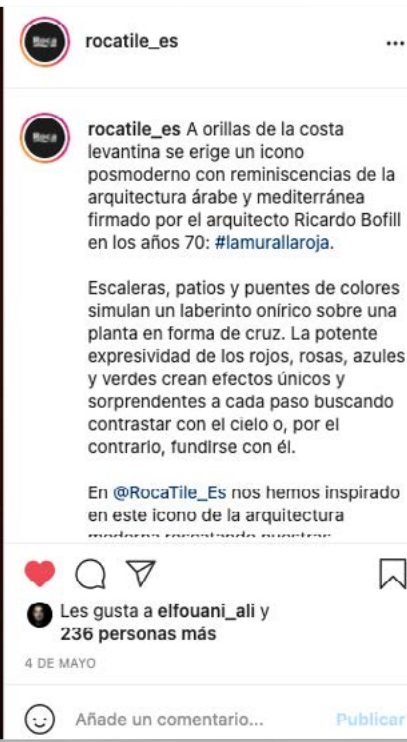 Roca
rocatile_es
...
Roca
rocatile_es A orillas de la costa
levantina se erige un icono
posmoderno con reminiscencias de la
arquitectura árabe y mediterránea
firmado por el arquitecto Ricardo Bofill
en los años 70: #lamurallaroja.
Escaleras, patios y puentes de colores
simulan un laberinto onírico sobre una
planta en forma de cruz. La potente
expresividad de los rojos, rosas, azules
y verdes crean efectos únicos y
sorprendentes a cada paso buscando
contrastar con el cielo o, por el
contrario, fundirse con él.
En @RocaTile_Es nos hemos inspirado
en este icono de la arquitectura
Les gusta a elfouani_ali y
236 personas más
4 DE MAYO
Añade un comentario... Publicar